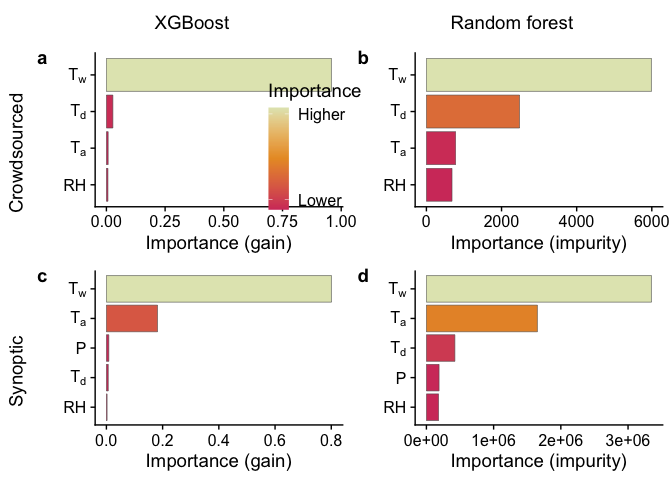 XGBoost
Random forest
Crowdsourced
a
Tw
Td
Ta
RH
0.00 0.25 0.50 0.75 1.00
Importance (gain)
Importance
Higher
Lower
b
Tw
Td
Ta
RH
0 2000 4000 6000
Importance (impurity)
Synoptic
c
Tw
Ta
P
Td
RH
0.0 0.2 0.4 0.6 0.8
Importance (gain)
d
Tw
Ta
Td
P
RH
0e+00 1e+06 2e+06 3e+06
Importance (impurity)